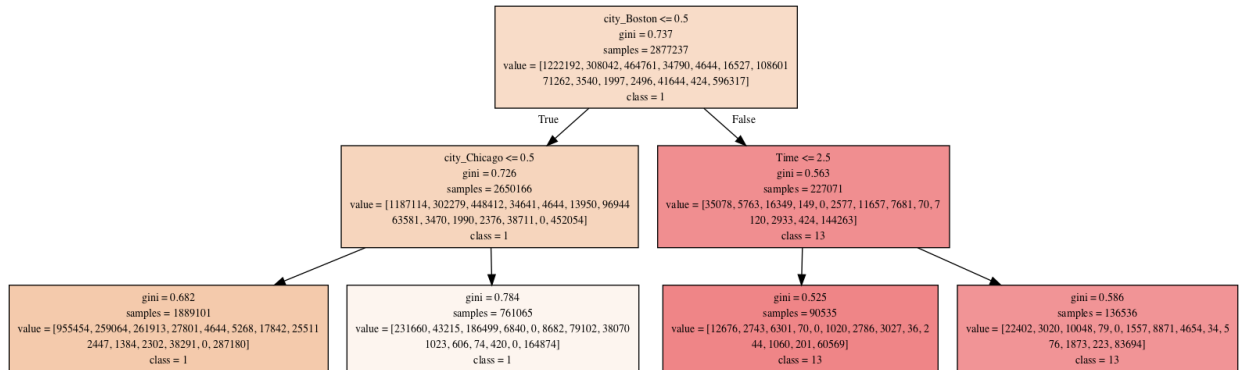 city_Boston <= 0.5
gini = 0.737
samples = 2877237
value = [1222192, 308042, 464761, 34790, 4644, 16527, 108601
71262, 3540, 1997, 2496, 41644, 424, 596317]
class = 1
True
False
city_Chicago <= 0.5
gini = 0.726
samples = 2650166
value = [1187114, 302279, 448412, 34641, 4644, 13950, 96944
63581, 3470, 1990, 2376, 38711, 0, 452054]
class = 1
Time <= 2.5
gini = 0.563
samples = 227071
value = [35078, 5763, 16349, 149, 0, 2577, 11657, 7681, 70, 7
120, 2933, 424, 144263]
class = 13
gini = 0.682
samples = 1889101
value = [955454, 259064, 261913, 27801, 4644, 5268, 17842, 25511
2447, 1384, 2302, 38291, 0, 287180]
class = 1
gini = 0.784
samples = 761065
value = [231660, 43215, 186499, 6840, 0, 8682, 79102, 38070
1023, 606, 74, 420, 0, 164874]
class = 1
gini = 0.525
samples = 90535
value = [12676, 2743, 6301, 70, 0, 1020, 2786, 3027, 36, 2
44, 1060, 201, 60569]
class = 13
gini = 0.586
samples = 136536
value = [22402, 3020, 10048, 79, 0, 1557, 8871, 4654, 34, 5
76, 1873, 223, 83694]
class = 13